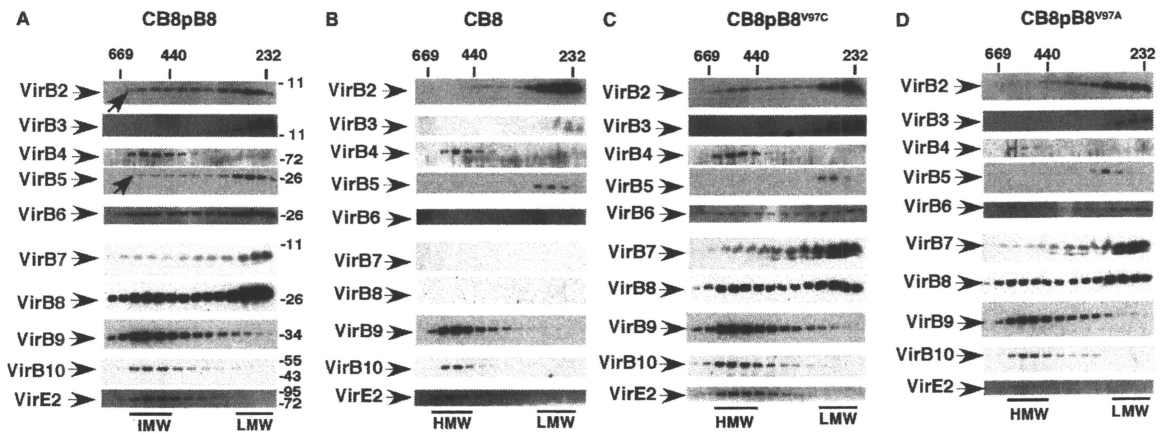 A CB8pB8
669 440 232
VirB2 - 11
VirB3 - 11
VirB4 -72
VirB5 -26
VirB6 -26
VirB7 -11
VirB8 -26
VirB9 -34
VirB10 -55
-43
VirE2 -95
-72
IMW LMW
B CB8
669 440 232
VirB2
VirB3
VirB4
VirB5
VirB6
VirB7
VirB8
VirB9
VirB10
VirE2
HMW LMW
C CB8pB8V97C
669 440 232
VirB2
VirB3
VirB4
VirB5
VirB6
VirB7
VirB8
VirB9
VirB10
VirE2
HMW LMW
D CB8pB8V97A
669 440 232
VirB2
VirB3
VirB4
VirB5
VirB6
VirB7
VirB8
VirB9
VirB10
VirE2
HMW LMW